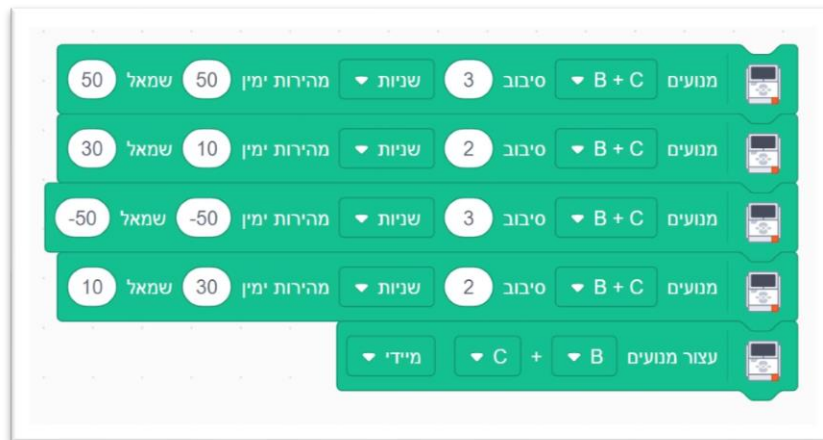 מנועים B + C סיבוב 3 שניות מהירות ימין 50 שמאל 50
מנועים B + C סיבוב 2 שניות מהירות ימין 10 שמאל 30
מנועים B + C סיבוב 3 שניות מהירות ימין -50 שמאל -50
מנועים B + C סיבוב 2 שניות מהירות ימין 30 שמאל 10
עצור מנועים B + C מיידי